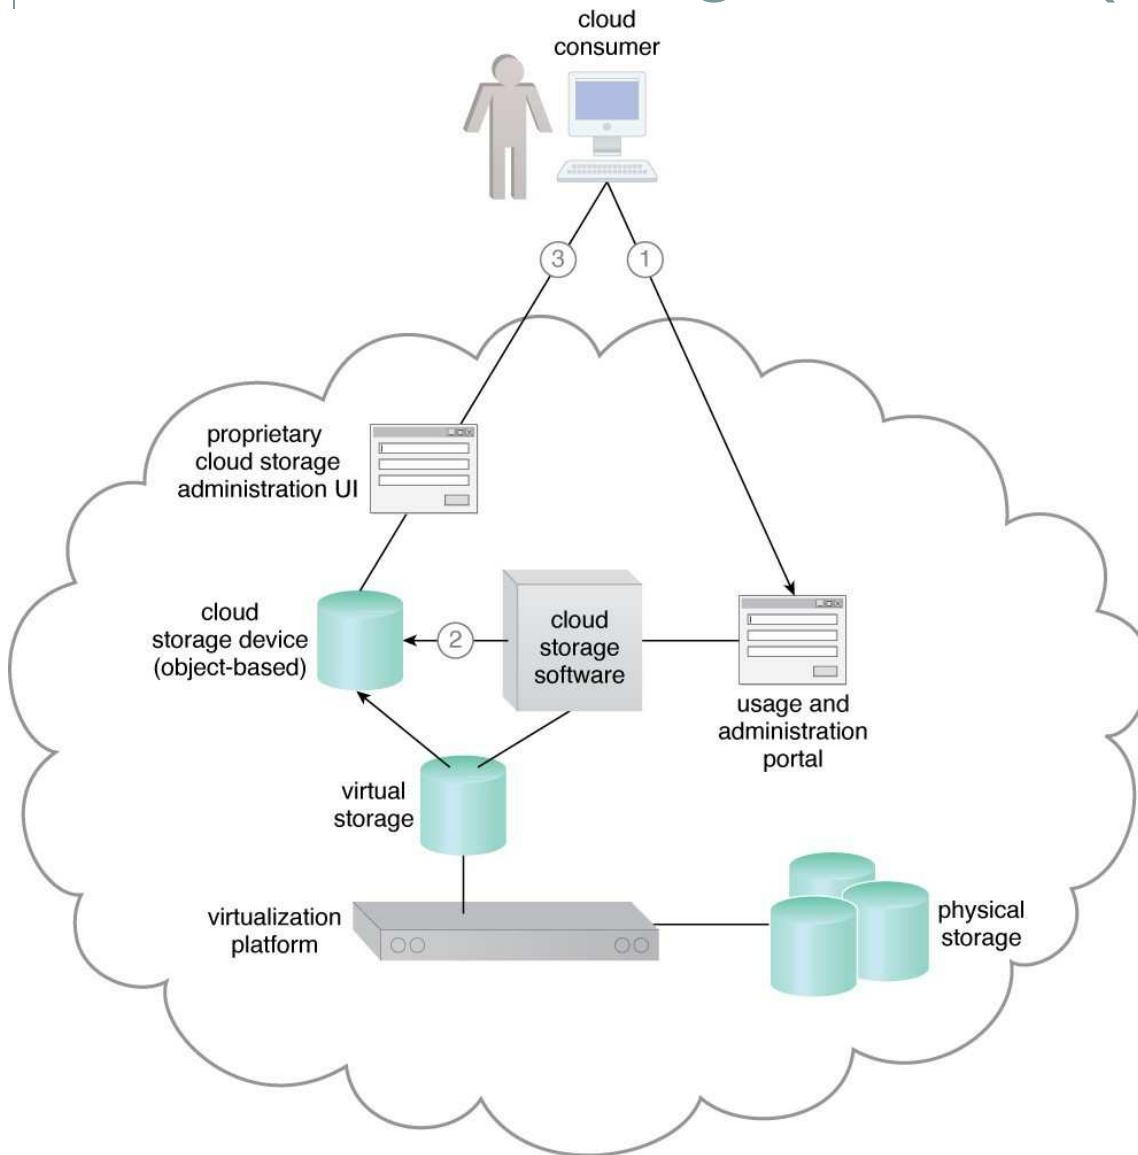 cloud
consumer
3
1
proprietary
cloud storage
administration UI
cloud
storage device
(object-based)
2
cloud
storage
software
usage and
administration
portal
virtual
storage
virtualization
platform
physical
storage